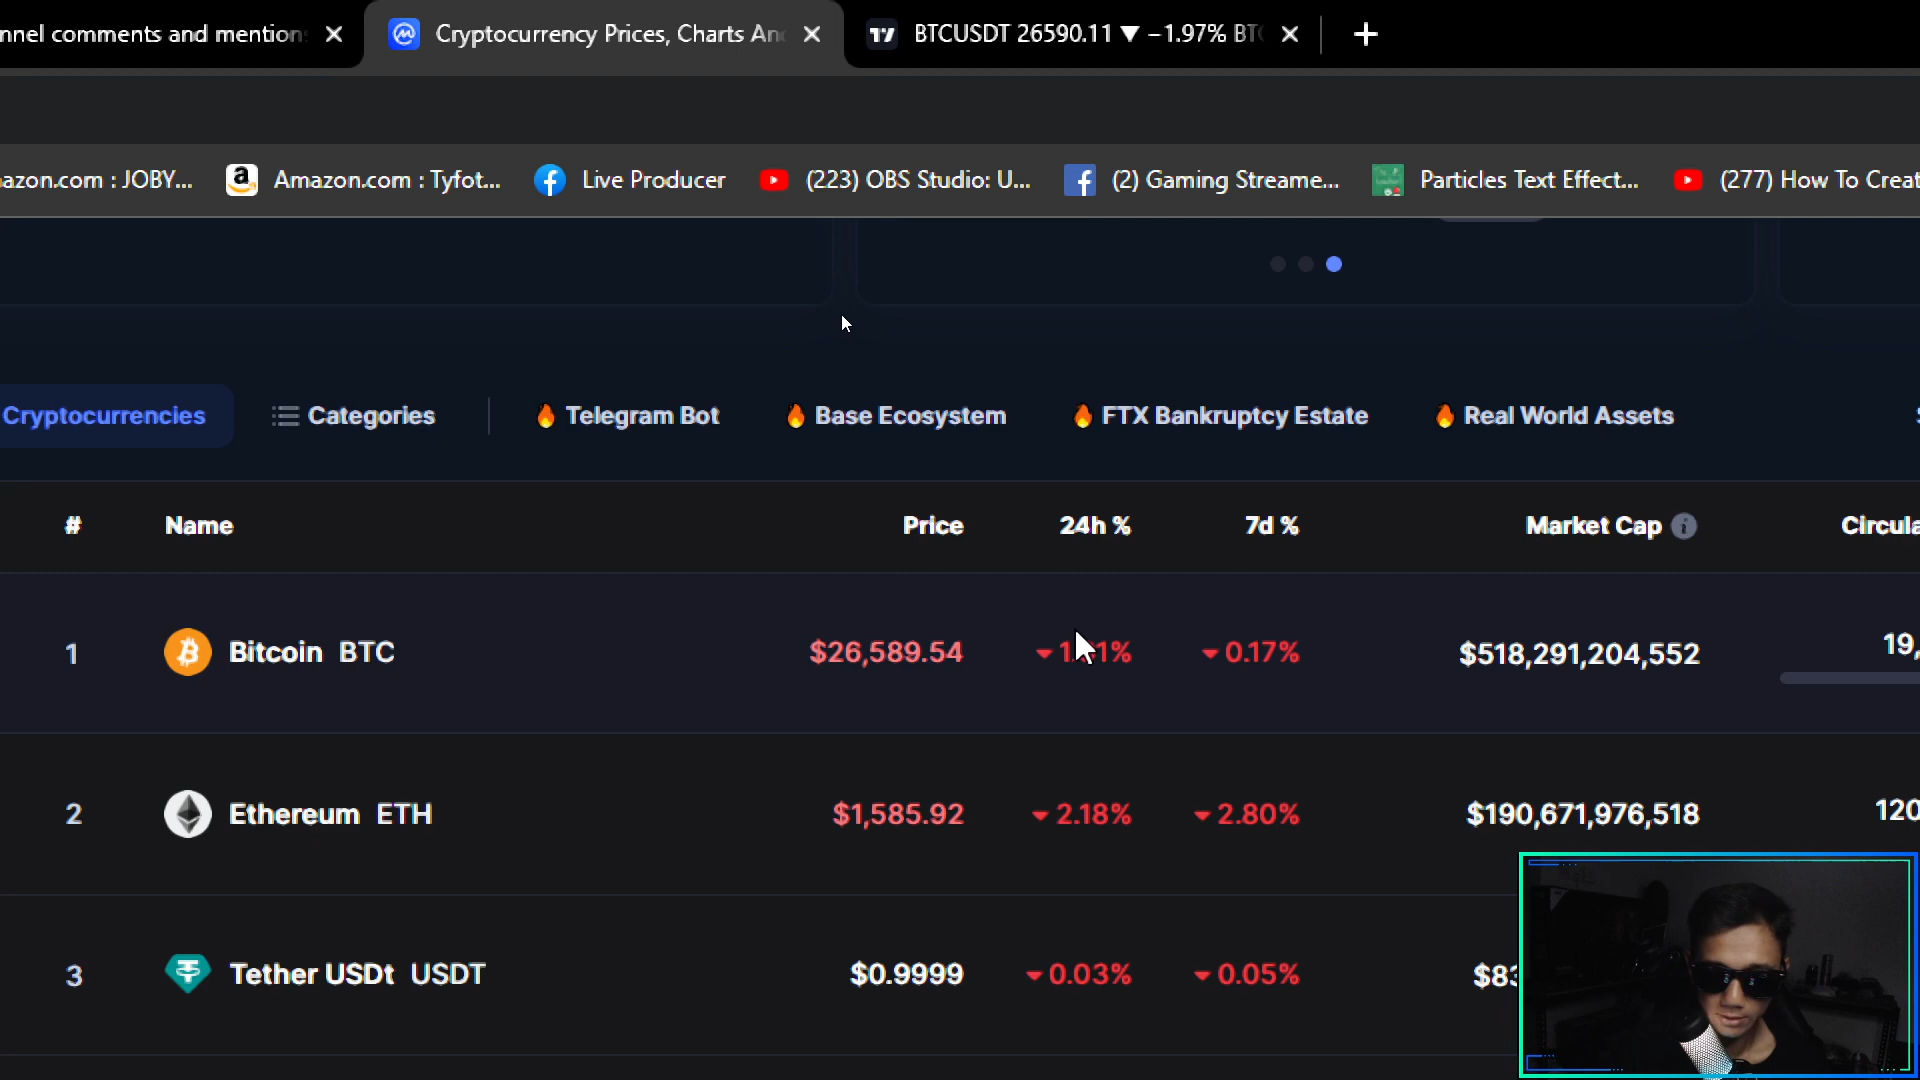 nnel comments and mention
Cryptocurrency Prices, Charts An
BTCUSDT 26590.11 ▼ −1.97% BT
azon.com : JOBY...
Amazon.com : Tyfot...
Live Producer
(223) OBS Studio: U...
(2) Gaming Streame...
Particles Text Effect...
(277) How To Creat
Cryptocurrencies
Categories
Telegram Bot
Base Ecosystem
FTX Bankruptcy Estate
Real World Assets
# Name Price 24h % 7d % Market Cap Circula
1 Bitcoin BTC $26,589.54 0.17% $518,291,204,552 19,
2 Ethereum ETH $1,585.92 2.18% 2.80% $190,671,976,518 120
3 Tether USDt USDT $0.9999 0.03% 0.05% $83